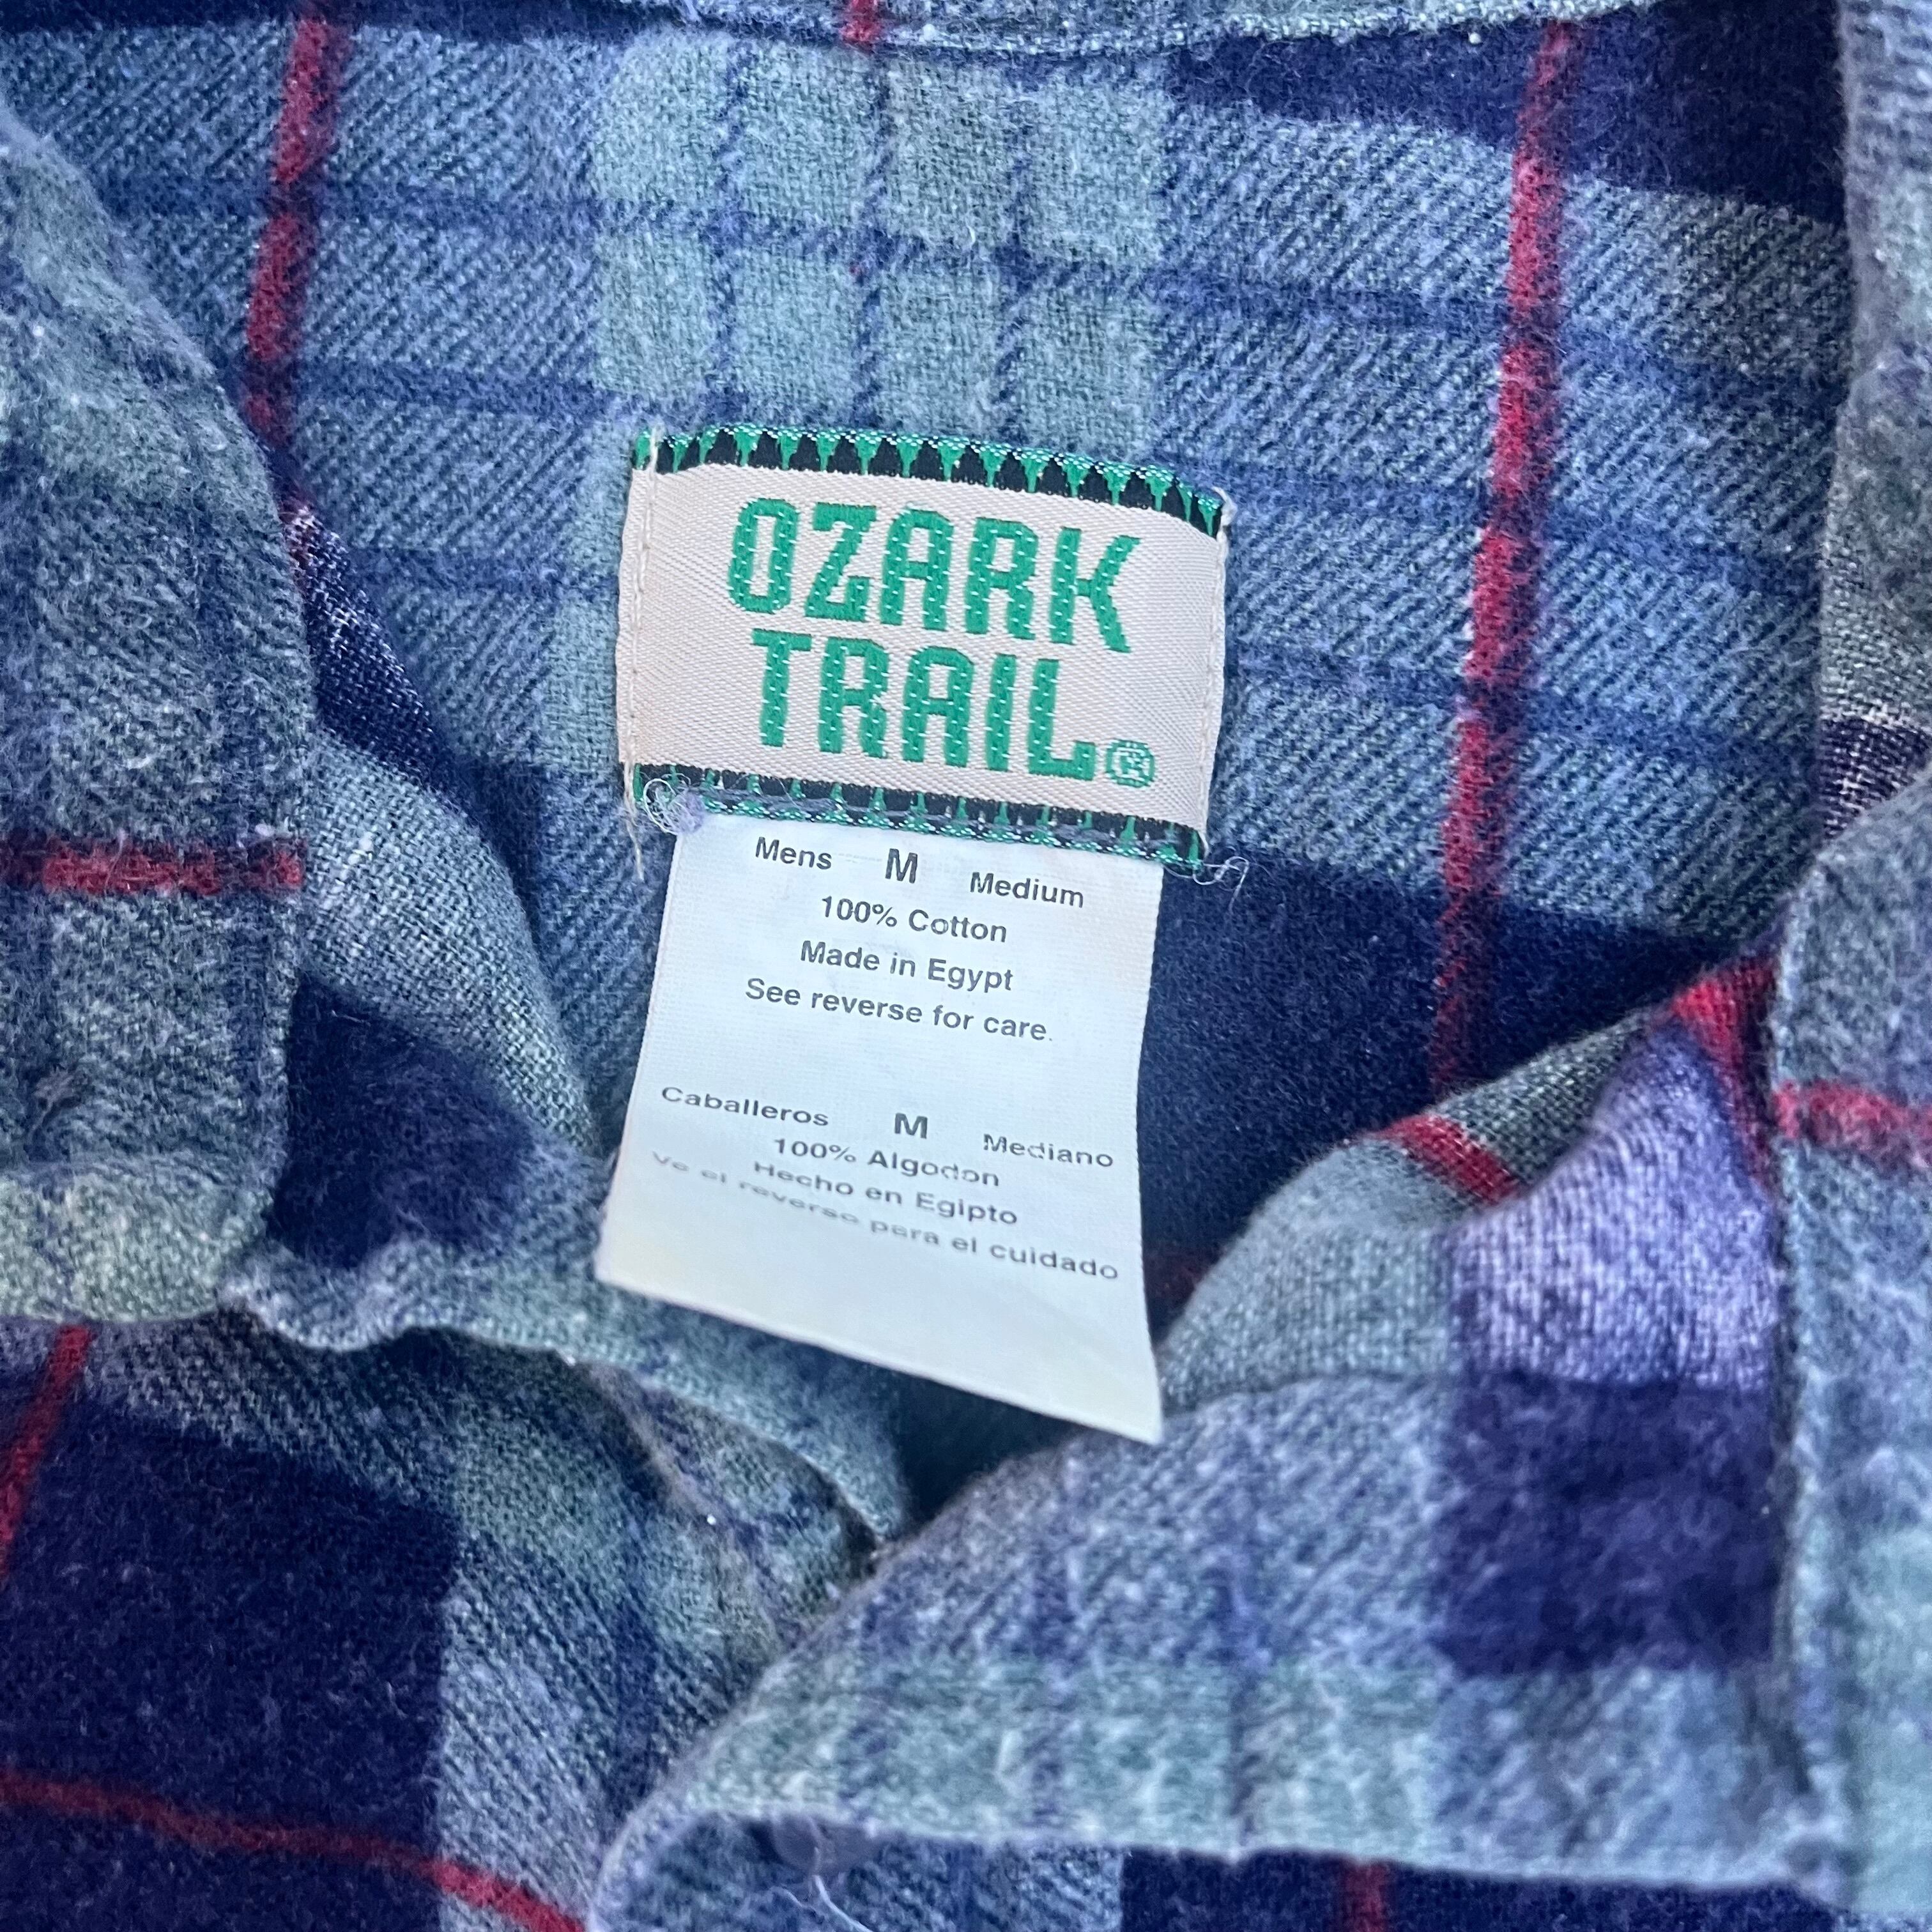 OZARK
TRAIL®
Mens M Medium
100% Cotton
Made in Egypt
See reverse for care.
Caballeros M Mediano
100% Algodon
Hecho en Egipto
Ve el reverso para el cuidado